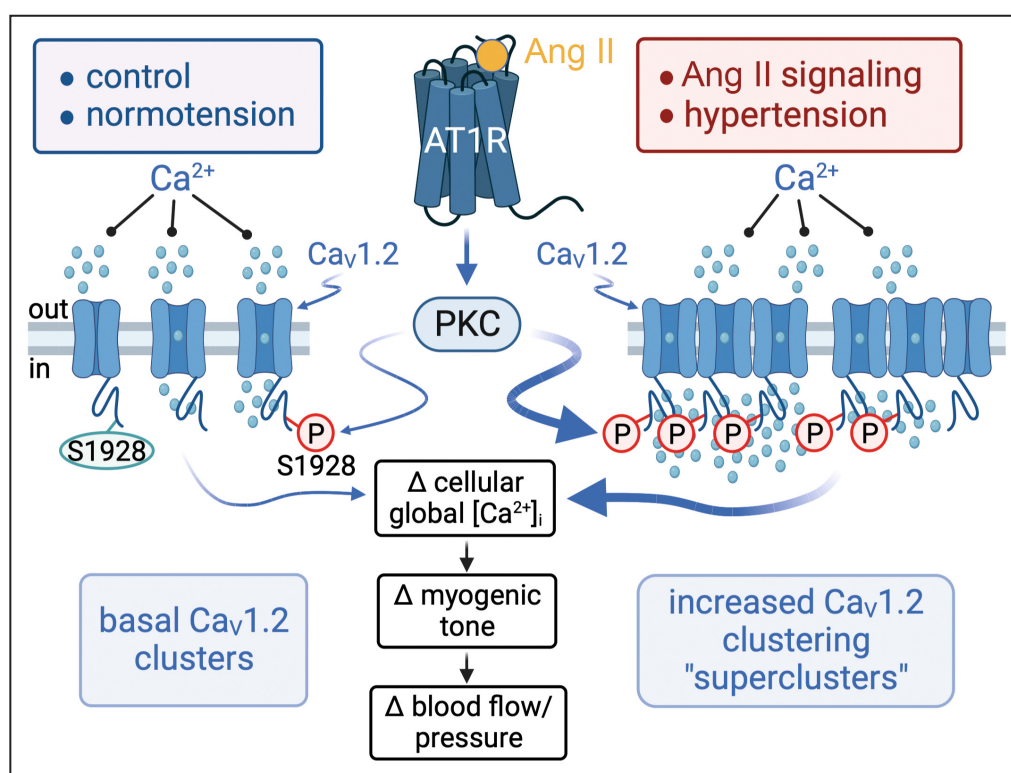 • control
• normotension
Ang II
AT1R
• Ang II signaling
• hypertension
Ca²⁺
Ca²⁺
Caᵥ1.2
Caᵥ1.2
out
in
PKC
S1928
P
S1928
P
P
P
P
P
Δ cellular
global [Ca²⁺]ᵢ
Δ myogenic
tone
Δ blood flow/
pressure
basal Caᵥ1.2
clusters
increased Caᵥ1.2
clustering
"superclusters"